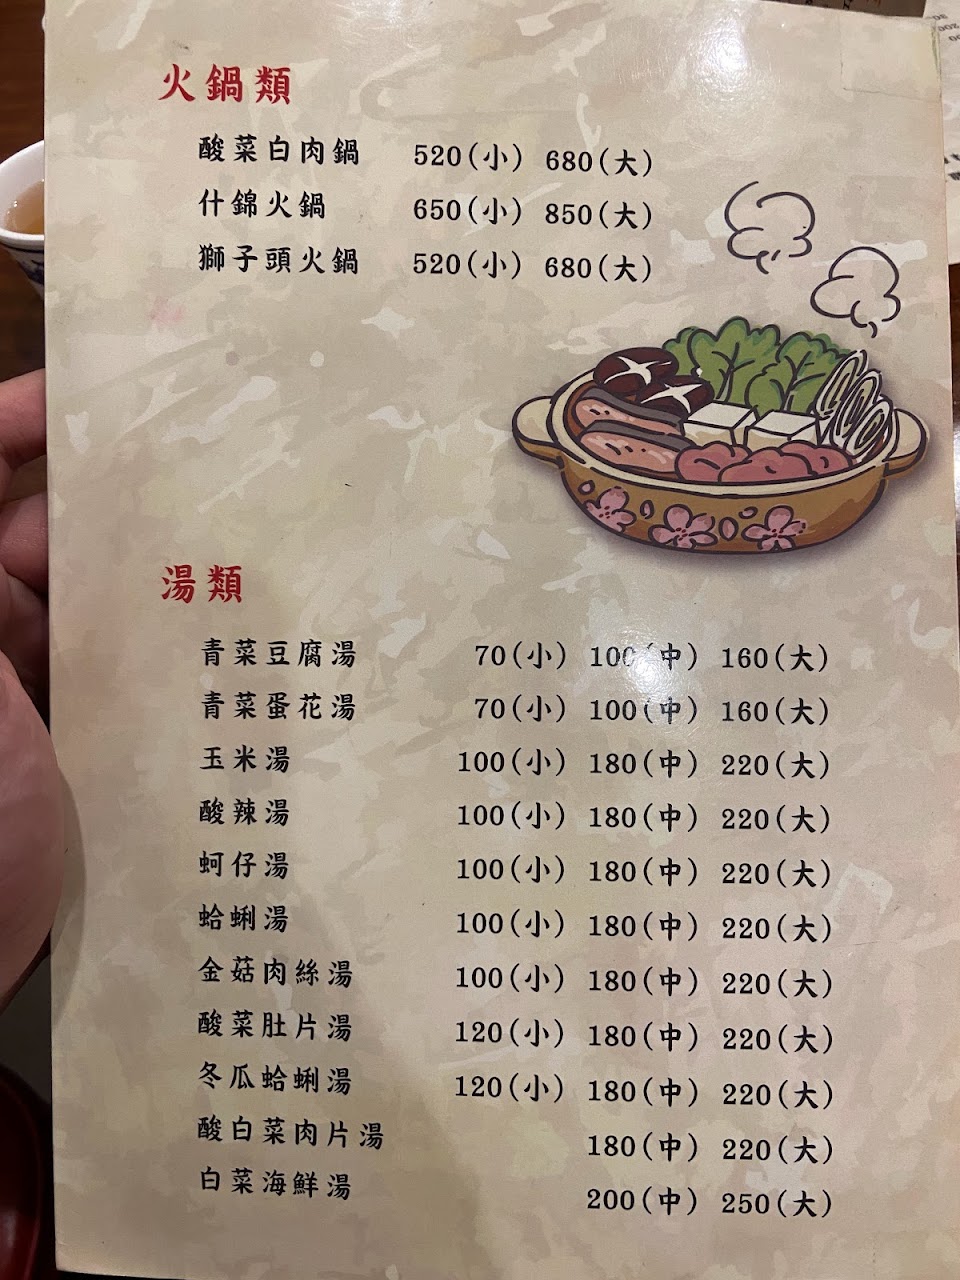 火鍋類
酸菜白肉鍋 520(小) 680(大)
什錦火鍋 650(小) 850(大)
獅子頭火鍋 520(小) 680(大)
湯類
青菜豆腐湯 70(小) 100(中) 160(大)
青菜蛋花湯 70(小) 100(中) 160(大)
玉米湯 100(小) 180(中) 220(大)
酸辣湯 100(小) 180(中) 220(大)
蚵仔湯 100(小) 180(中) 220(大)
蛤蜊湯 100(小) 180(中) 220(大)
金菇肉絲湯 100(小) 180(中) 220(大)
酸菜肚片湯 120(小) 180(中) 220(大)
冬瓜蛤蜊湯 120(小) 180(中) 220(大)
酸白菜肉片湯 180(中) 220(大)
白菜海鮮湯 200(中) 250(大)